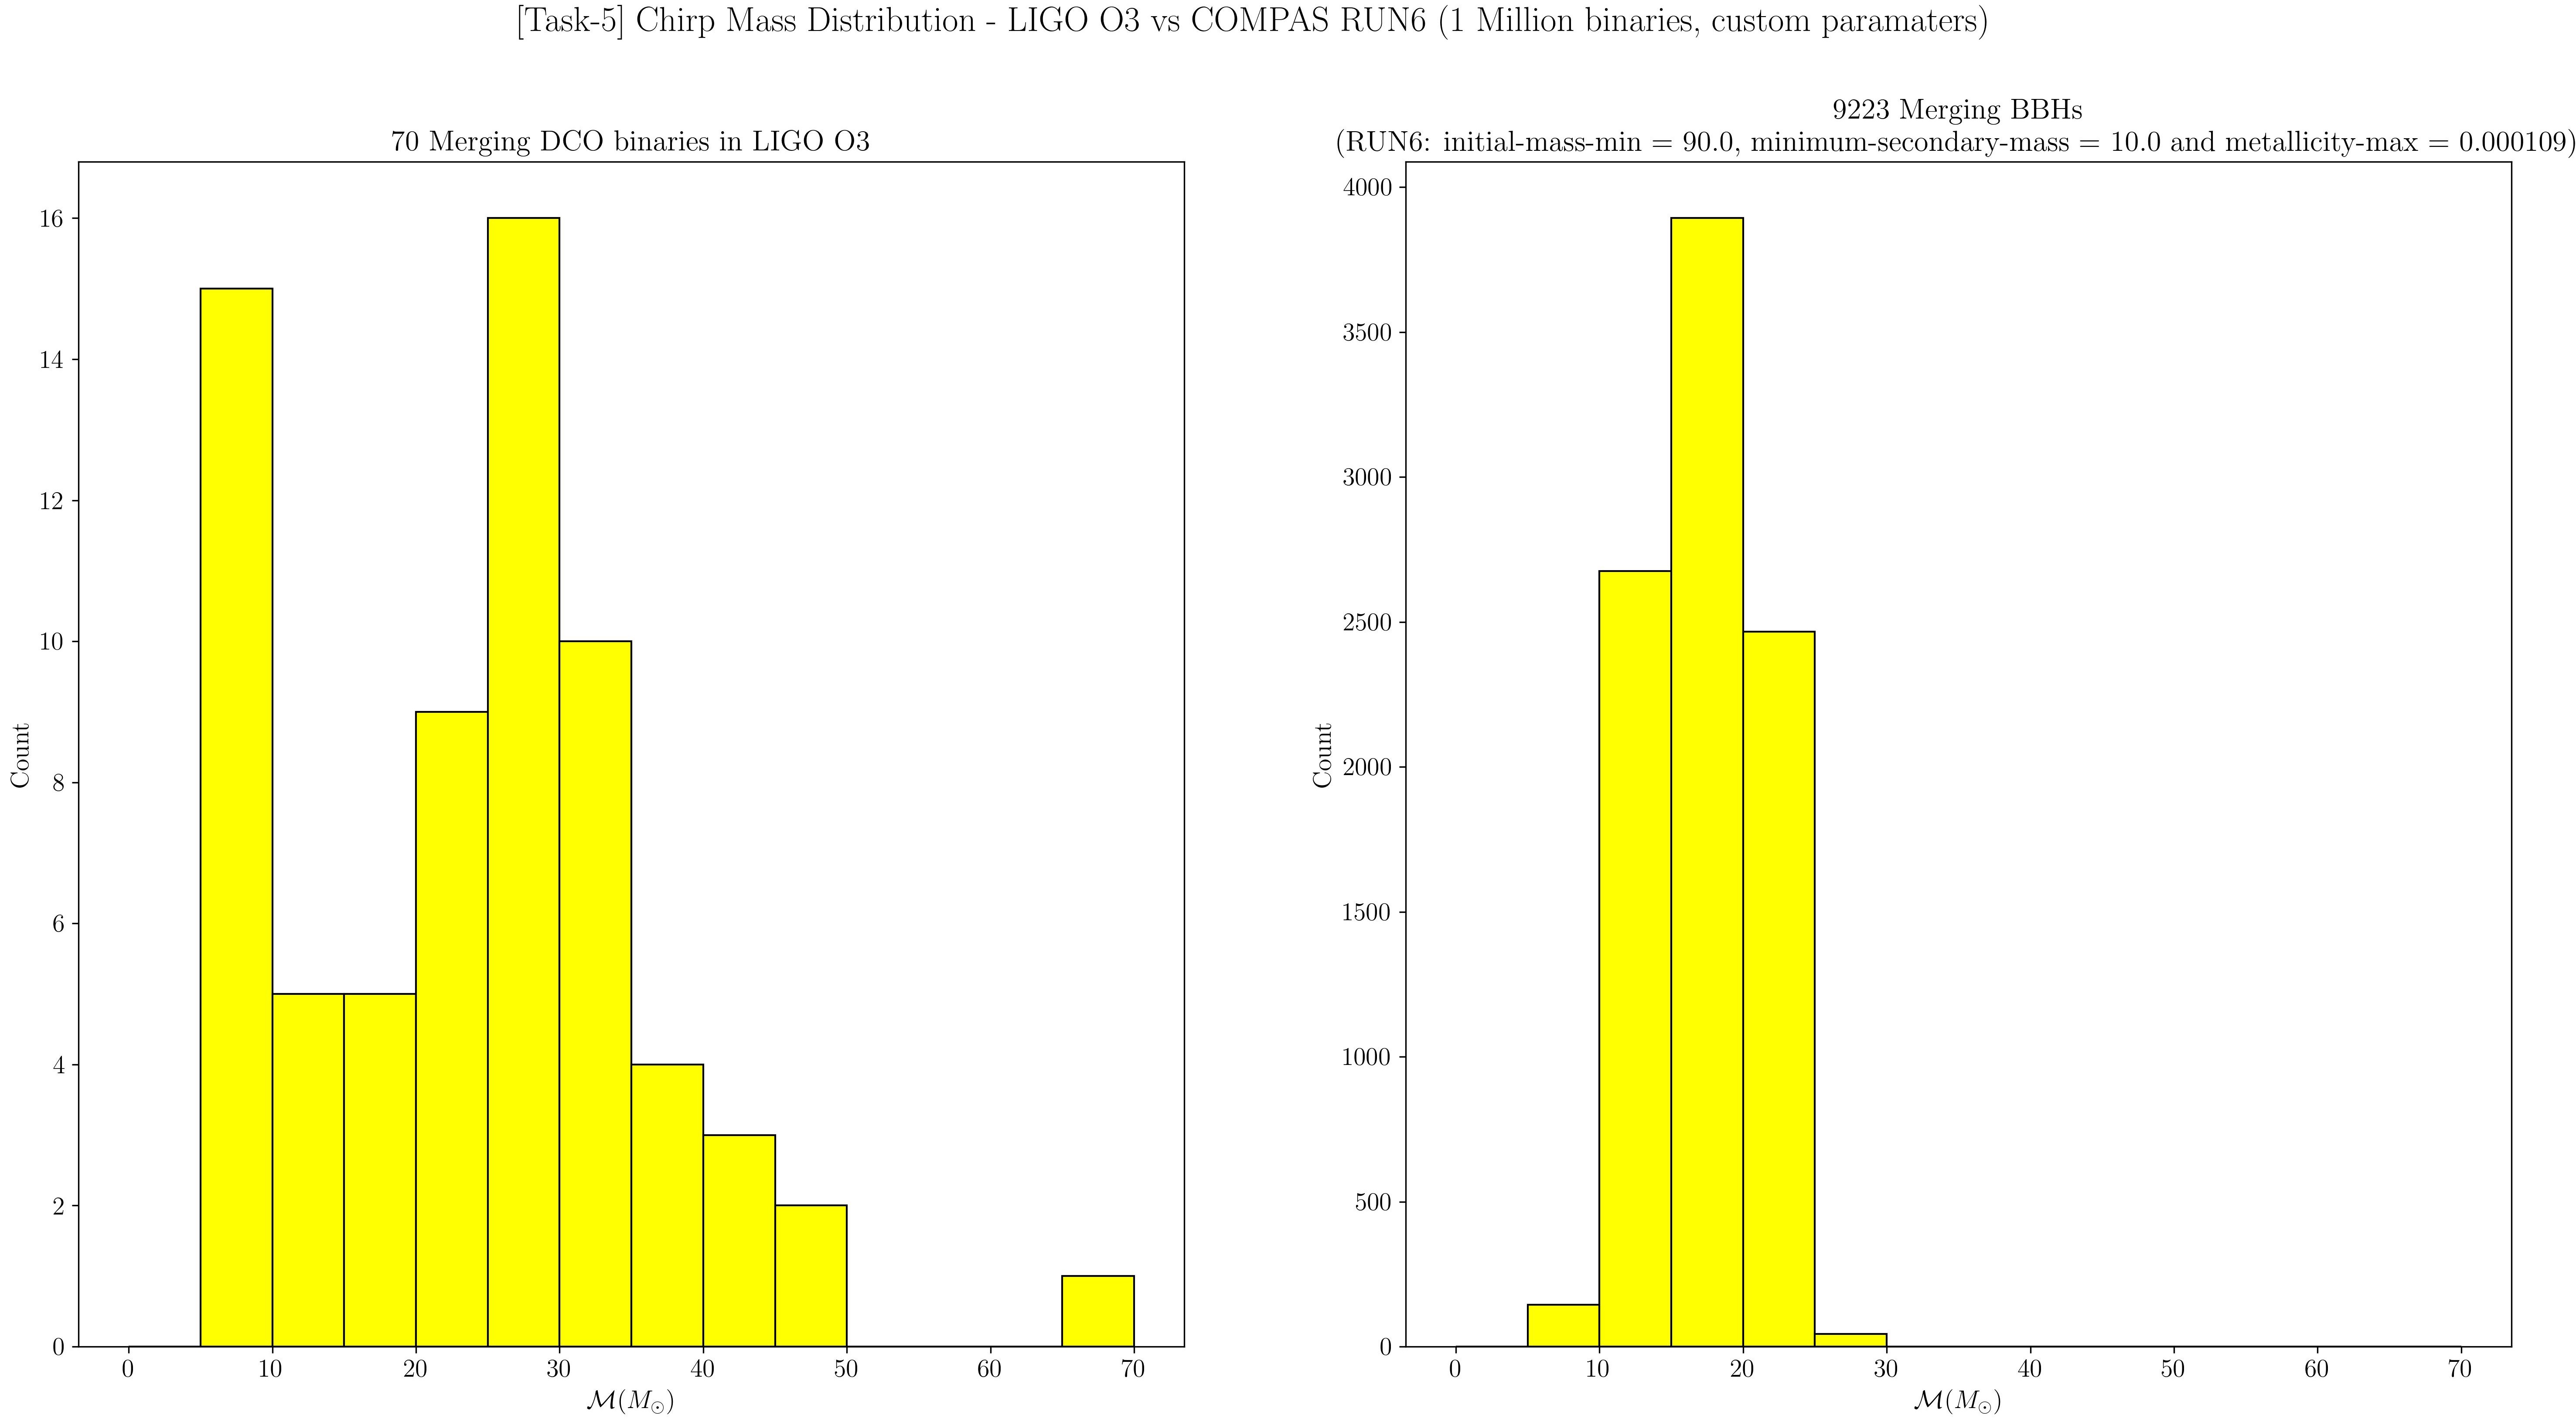 [Task-5] Chirp Mass Distribution - LIGO O3 vs COMPAS RUN6 (1 Million binaries, custom paramaters)
70 Merging DCO binaries in LIGO O3
16
14
12
10
8
6
4
2
0
Count
0 10 20 30 40 50 60 70
ℳ(M⊙)
9223 Merging BBHs
(RUN6: initial-mass-min = 90.0, minimum-secondary-mass = 10.0 and metallicity-max = 0.000109)
4000
3500
3000
2500
2000
1500
1000
500
0
Count
0 10 20 30 40 50 60 70
ℳ(M⊙)